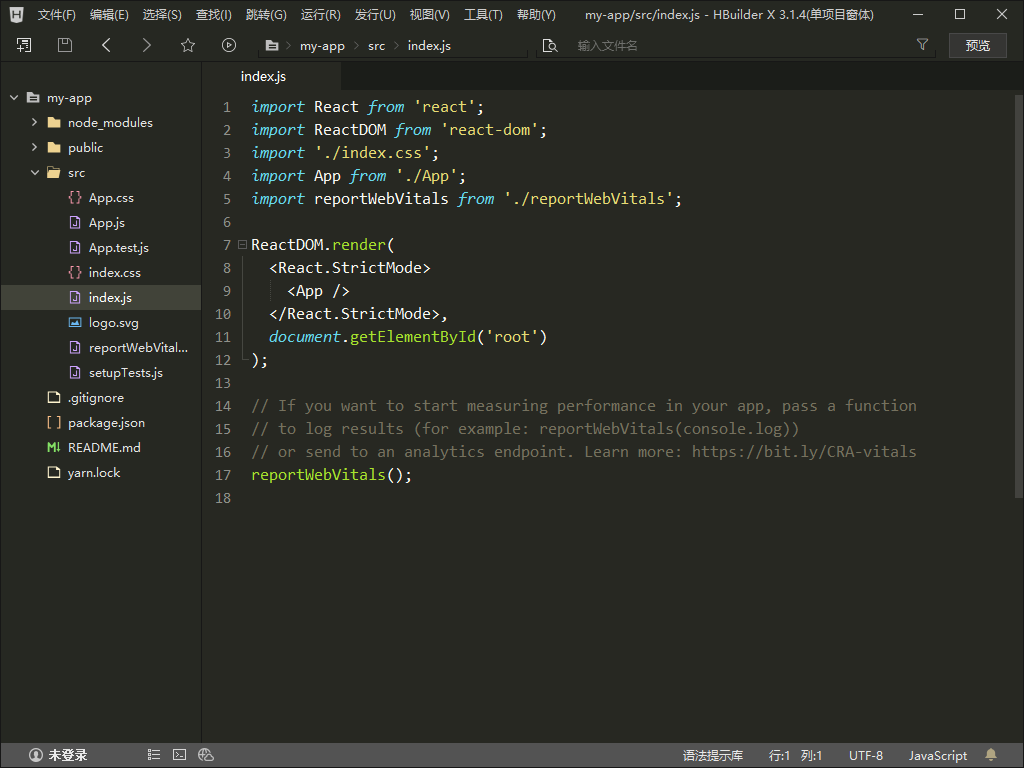 H 文件(F) 编辑(E) 选择(S) 查找(I) 跳转(G) 运行(R) 发行(U) 视图(V) 工具(T) 帮助(Y) my-app/src/index.js - HBuilder X 3.1.4(单项目窗体)
my-app src index.js 输入文件名 预览
index.js
my-app
node_modules
public
src
App.css
App.js
App.test.js
index.css
index.js
logo.svg
reportWebVital...
setupTests.js
.gitignore
package.json
README.md
yarn.lock
1 import React from 'react';
2 import ReactDOM from 'react-dom';
3 import './index.css';
4 import App from './App';
5 import reportWebVitals from './reportWebVitals';
6
7 ReactDOM.render(
8 <React.StrictMode>
9 <App />
10 </React.StrictMode>,
11 document.getElementById('root')
12 );
13
14 // If you want to start measuring performance in your app, pass a function
15 // to log results (for example: reportWebVitals(console.log))
16 // or send to an analytics endpoint. Learn more: https://bit.ly/CRA-vitals
17 reportWebVitals();
18
未登录 语法提示库 行:1 列:1 UTF-8 JavaScript